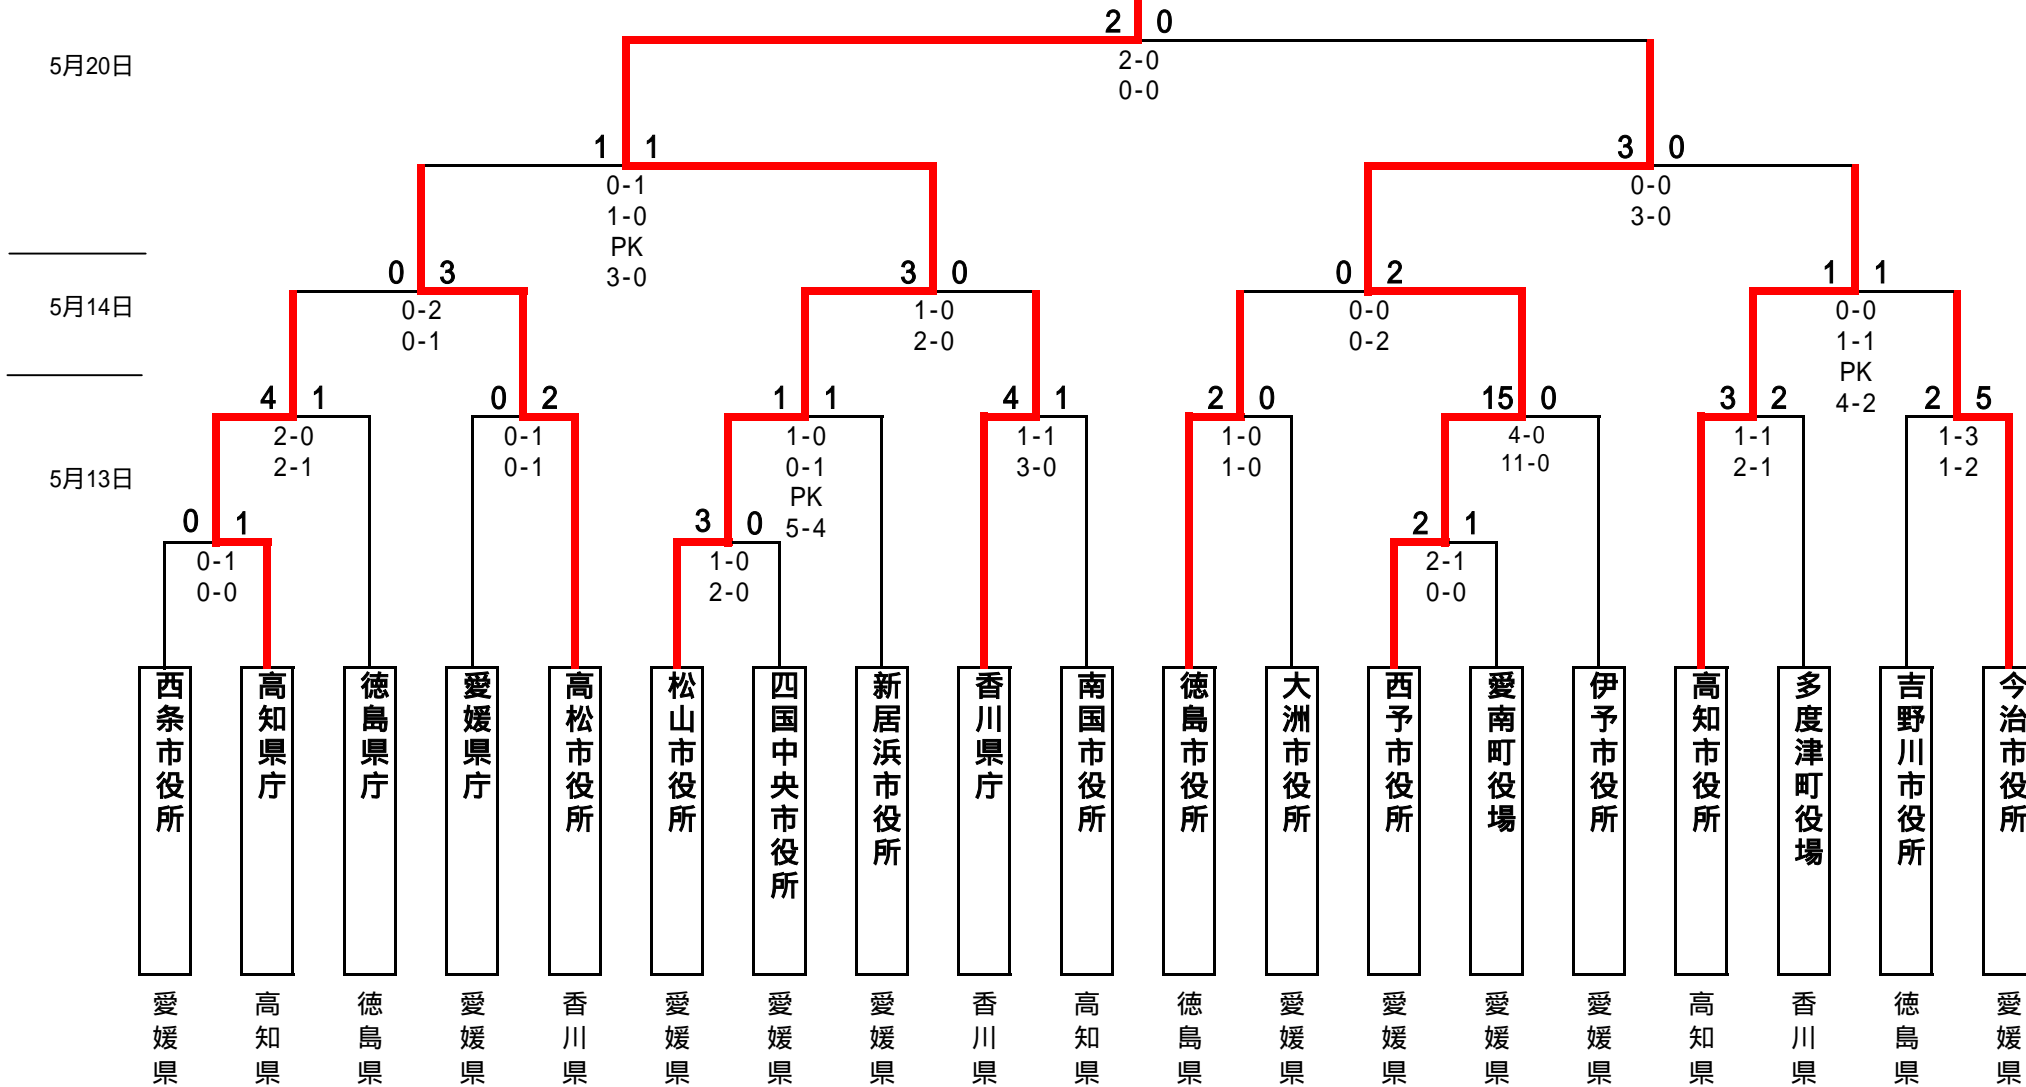 2 0
5月20日
2-0
0-0
1 1
3 0
0-1
1-0
PK
3-0
0-0
3-0
0 3
3 0
0 2
1 1
5月14日
0-2
0-1
1-0
2-0
0-0
0-2
0-0
1-1
PK
4-2
4 1
0 2
1 1
4 1
2 0
15 0
3 2
2 5
2-0
2-1
0-1
0-1
1-0
0-1
PK
5-4
1-1
3-0
1-0
1-0
4-0
11-0
1-1
2-1
1-3
1-2
5月13日
0 1
3 0
2 1
0-1
0-0
1-0
2-0
2-1
0-0
西条市役所
高知県庁
徳島県庁
愛媛県庁
高松市役所
松山市役所
四国中央市役所
新居浜市役所
香川県庁
南国市役所
徳島市役所
大洲市役所
西予市役所
愛南町役場
伊予市役所
高知市役所
多度津町役場
吉野川市役所
今治市役所
愛媛県
高知県
徳島県
愛媛県
香川県
愛媛県
愛媛県
愛媛県
香川県
高知県
徳島県
愛媛県
愛媛県
愛媛県
愛媛県
高知県
香川県
徳島県
愛媛県